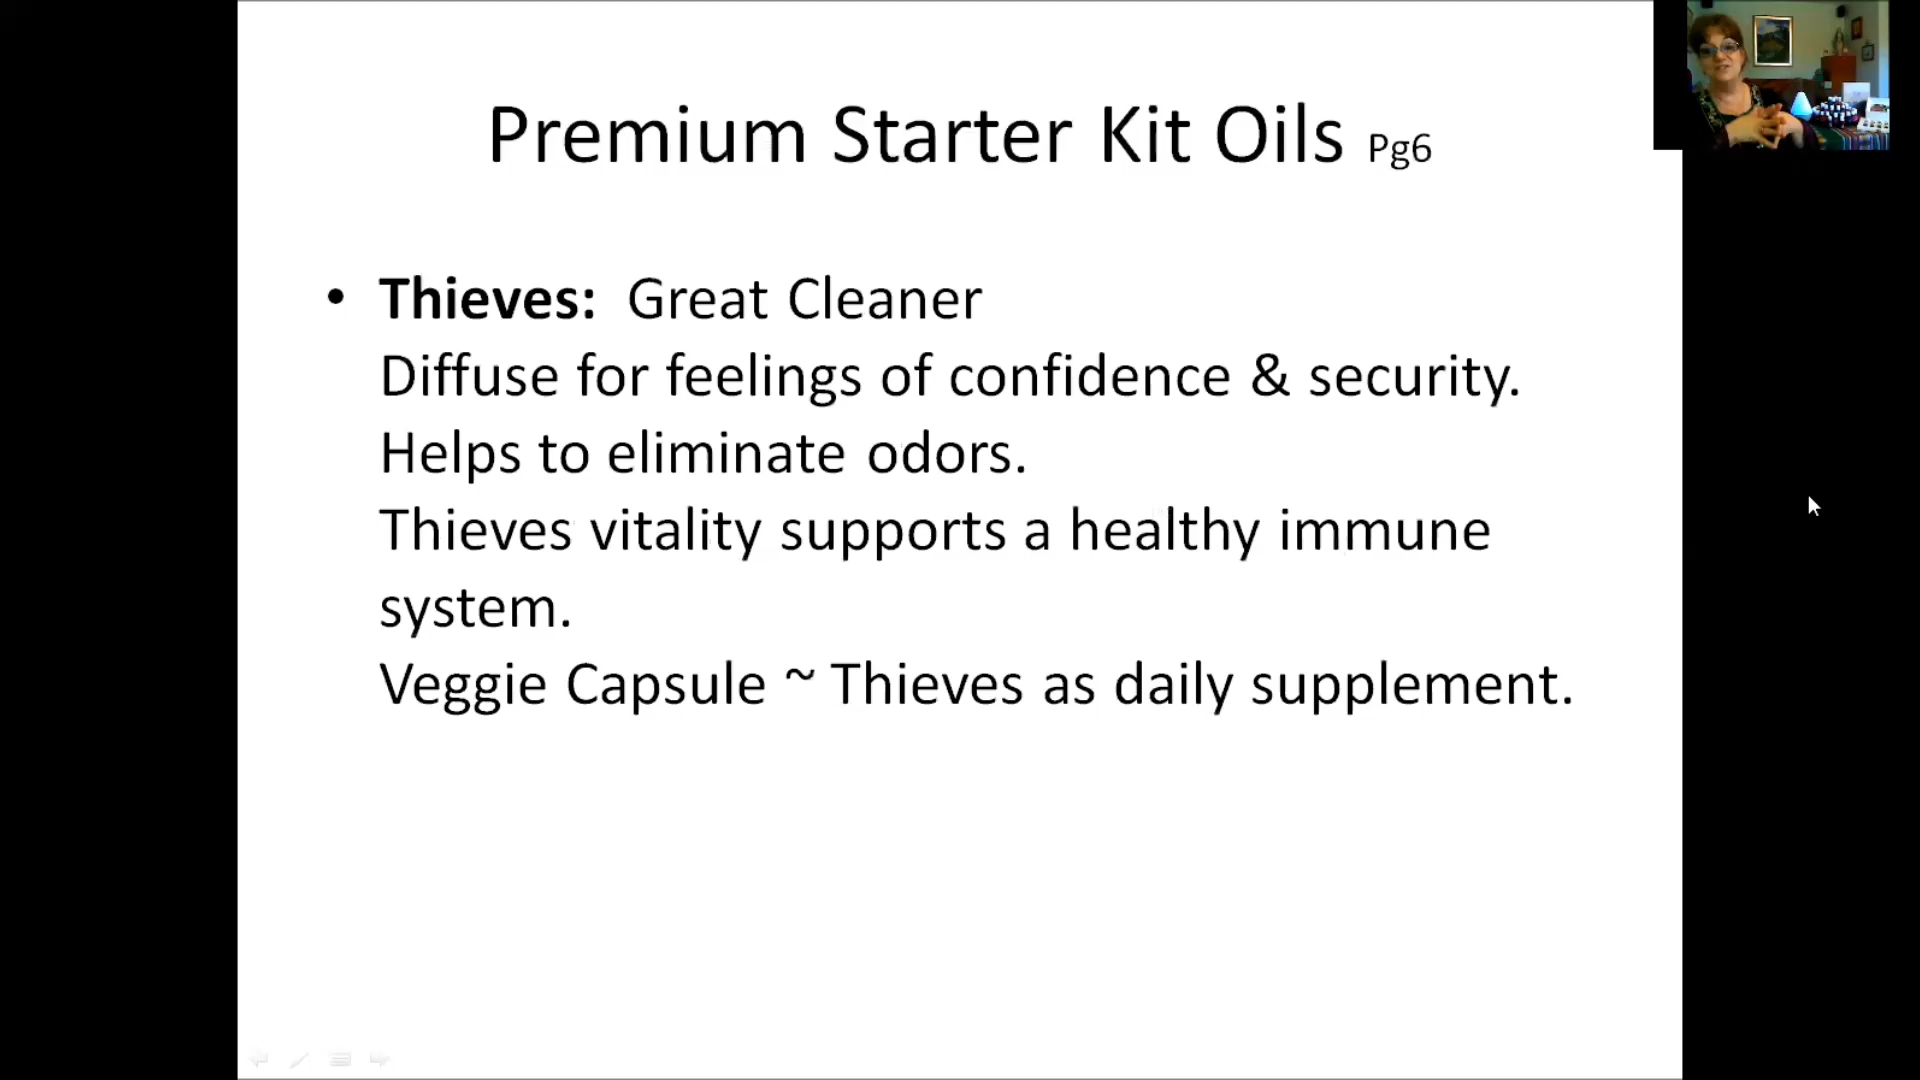 Premium Starter Kit Oils Pg6
• Thieves: Great Cleaner
Diffuse for feelings of confidence & security.
Helps to eliminate odors.
Thieves vitality supports a healthy immune
system.
Veggie Capsule ~ Thieves as daily supplement.